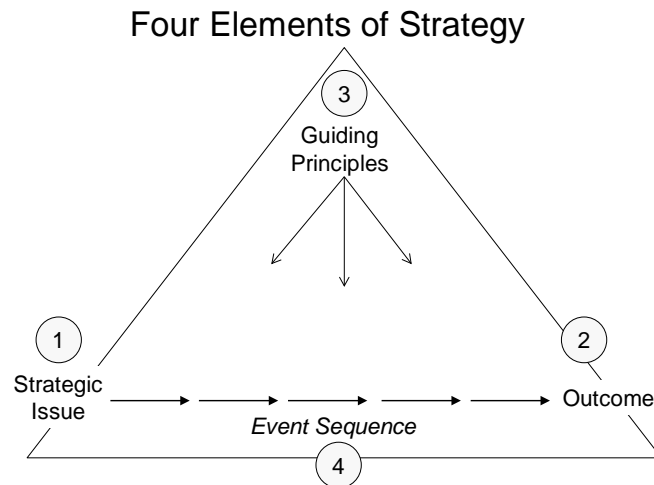 Four Elements of Strategy
3
Guiding
Principles
1
2
Strategic
Issue
Outcome
Event Sequence
4